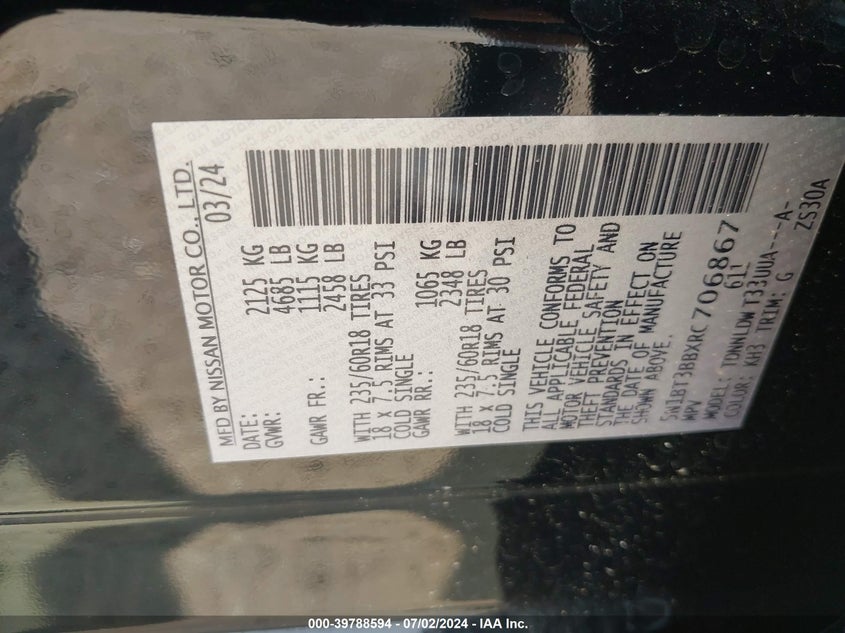 MFD BY NISSAN MOTOR CO., LTD.
DATE: 03/24
GVWR: 2125 KG
4685 LB
GAWR FR.: 1115 KG
2458 LB
WITH 235/60R18 TIRES
18 x 7.5 RIMS AT 33 PSI
COLD SINGLE
GAWR RR.: 1065 KG
2348 LB
WITH 235/60R18 TIRES
18 x 7.5 RIMS AT 30 PSI
COLD SINGLE
THIS VEHICLE CONFORMS TO
ALL APPLICABLE FEDERAL
MOTOR VEHICLE SAFETY AND
THEFT PREVENTION
STANDARDS IN EFFECT ON
THE DATE OF MANUFACTURE
SHOWN ABOVE.
5N1BT3BBXRC706867
MPV 611
MODEL: TDWNLDWT33UUA---A-
COLOR: KH3 TRIM: G ZS30A
000-39788594 - 07/02/2024 - IAA Inc.